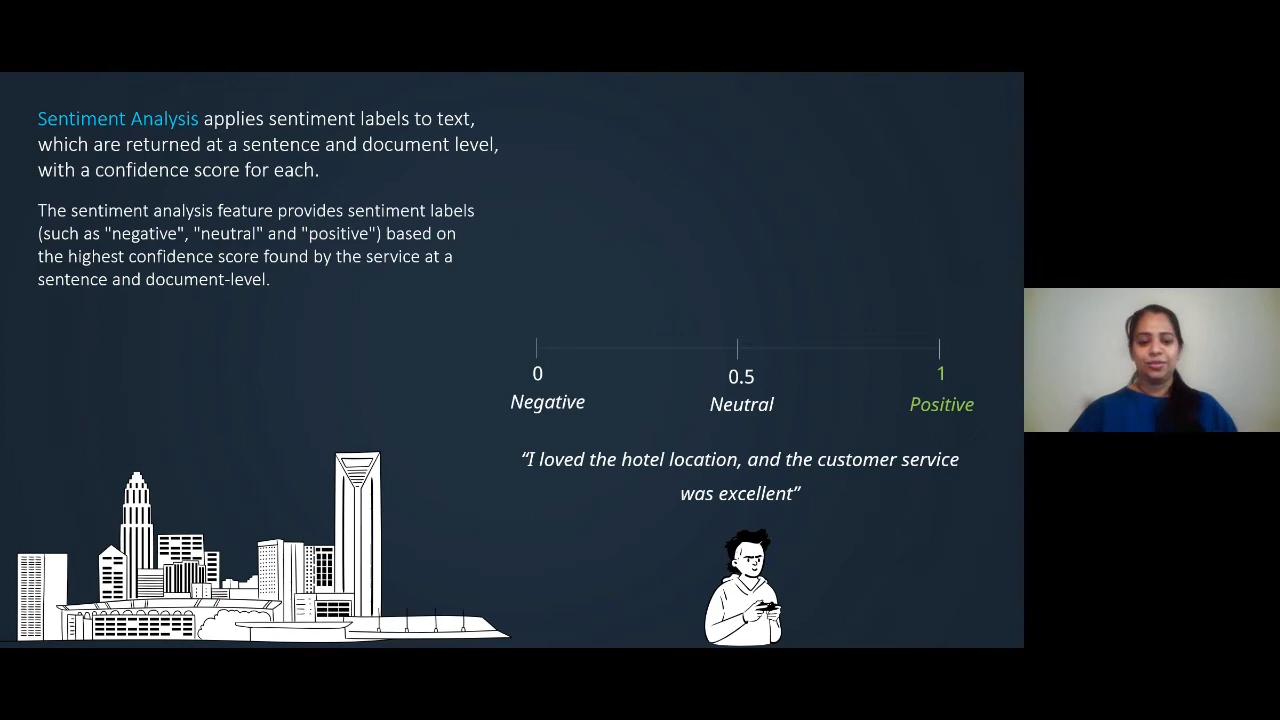 Sentiment Analysis applies sentiment labels to text,
which are returned at a sentence and document level,
with a confidence score for each.
The sentiment analysis feature provides sentiment labels
(such as "negative", "neutral" and "positive") based on
the highest confidence score found by the service at a
sentence and document-level.
0
0.5
1
Negative
Neutral
Positive
“I loved the hotel location, and the customer service
was excellent”